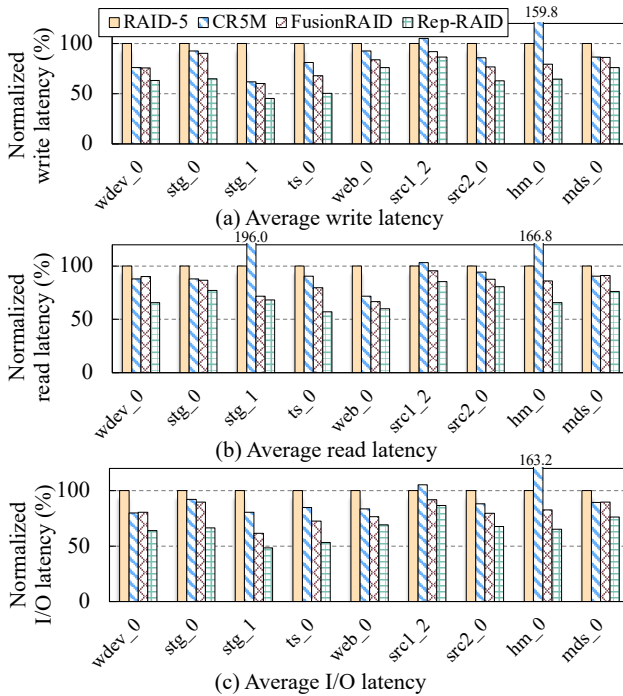 RAID-5 CR5M FusionRAID Rep-RAID
159.8
Normalized
write latency (%)
100
50
0
wdev_0 stg_0 stg_1 ts_0 web_0 src1_2 src2_0 hm_0 mds_0
(a) Average write latency
196.0 166.8
Normalized
read latency (%)
100
50
0
wdev_0 stg_0 stg_1 ts_0 web_0 src1_2 src2_0 hm_0 mds_0
(b) Average read latency
163.2
Normalized
I/O latency (%)
100
50
0
wdev_0 stg_0 stg_1 ts_0 web_0 src1_2 src2_0 hm_0 mds_0
(c) Average I/O latency